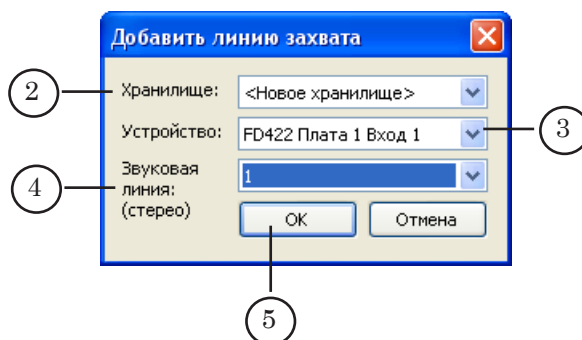 Добавить линию захвата
2
Хранилище:
<Новое хранилище>
Устройство:
FD422 Плата 1 Вход 1
3
4
Звуковая
линия:
(стерео)
1
OK
Отмена
5